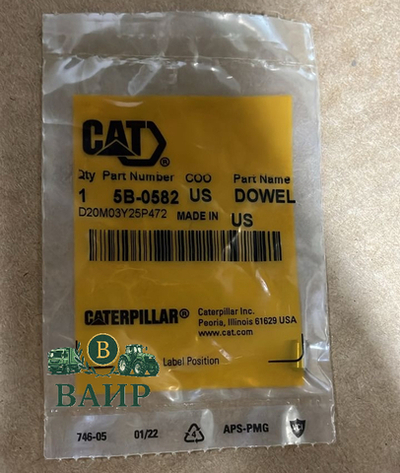 CAT®
Qty Part Number COO Part Name
1 5B-0582 US DOWEL
D20M03Y25P472 MADE IN US
CATERPILLAR® Caterpillar Inc.
Peoria, Illinois 61629 USA
www.cat.com
Label Position
В
ВАИР
746-05 01/22 4 APS-PMG